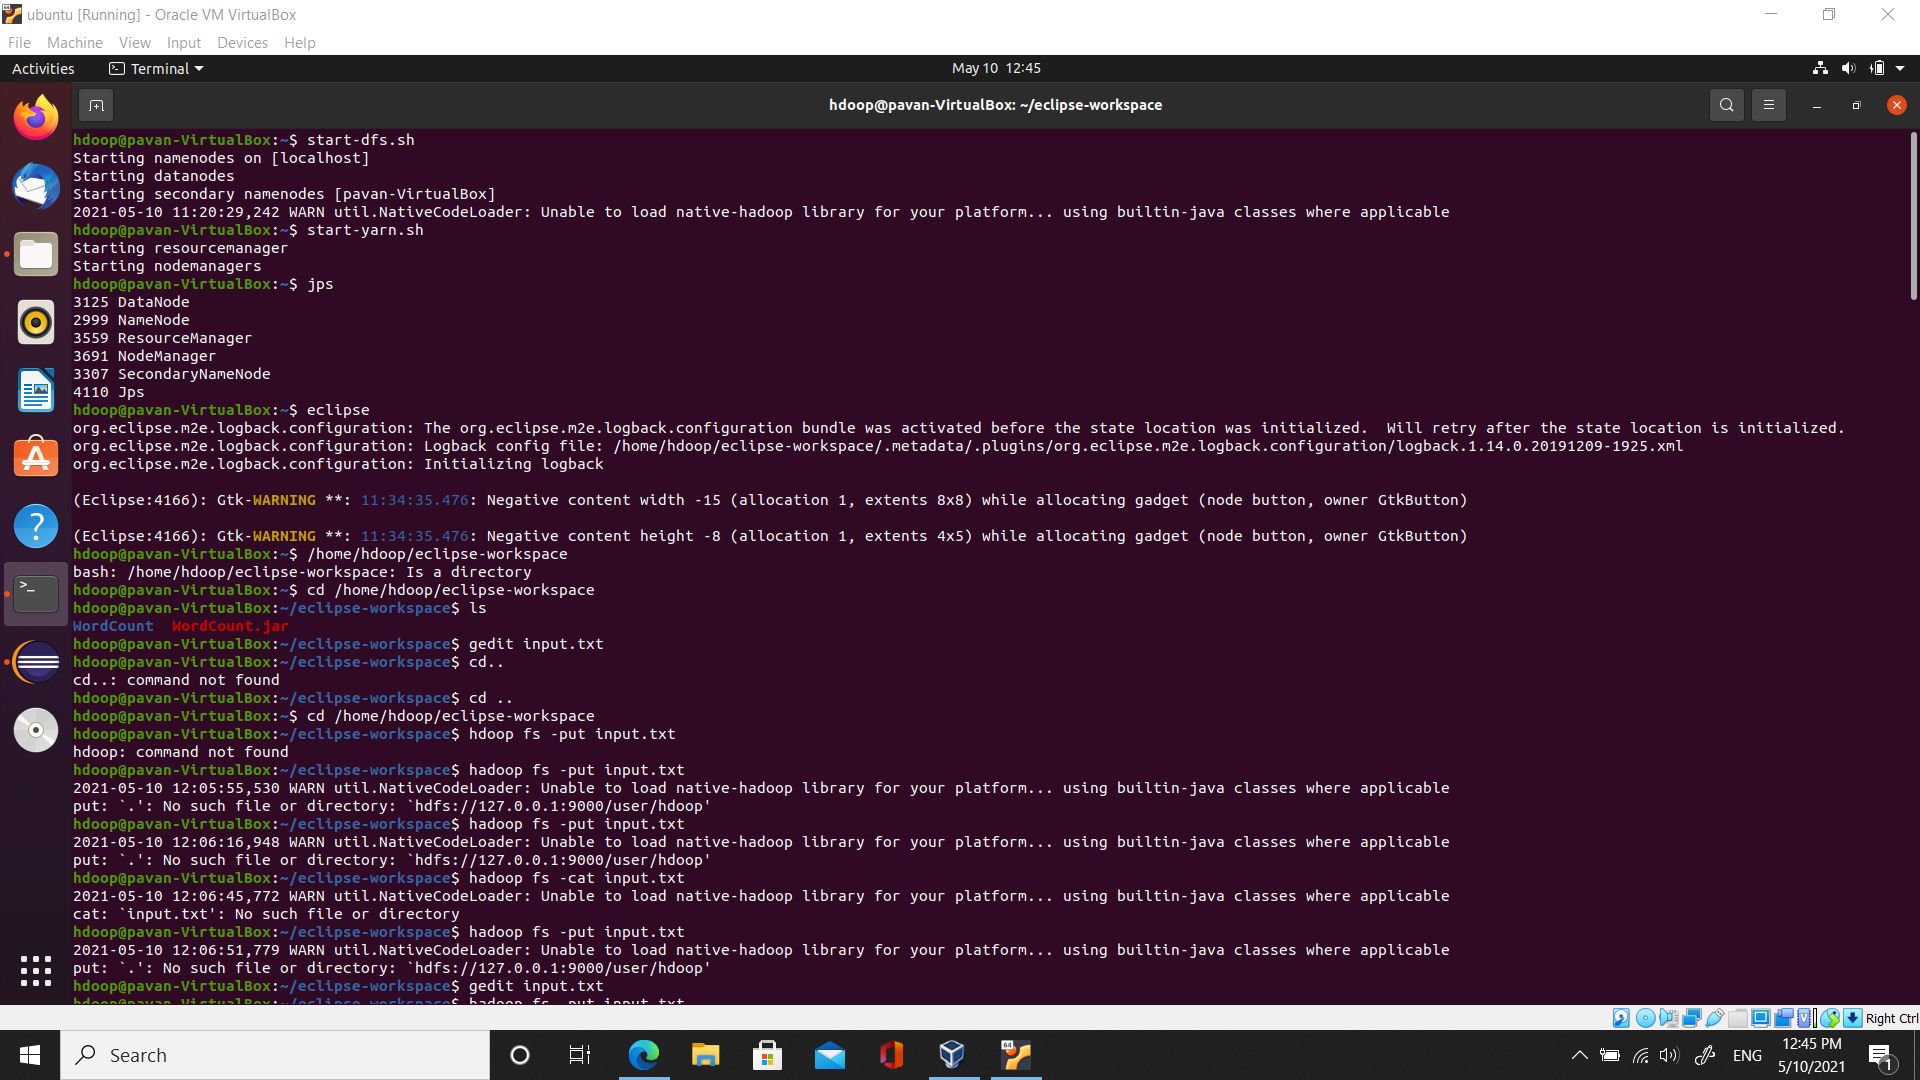 ubuntu [Running] - Oracle VM VirtualBox
File Machine View Input Devices Help
Activities Terminal May 10 12:45
hdoop@pavan-VirtualBox: ~/eclipse-workspace
hdoop@pavan-VirtualBox:~$ start-dfs.sh
Starting namenodes on [localhost]
Starting datanodes
Starting secondary namenodes [pavan-VirtualBox]
2021-05-10 11:20:29,242 WARN util.NativeCodeLoader: Unable to load native-hadoop library for your platform... using builtin-java classes where applicable
hdoop@pavan-VirtualBox:~$ start-yarn.sh
Starting resourcemanager
Starting nodemanagers
hdoop@pavan-VirtualBox:~$ jps
3125 DataNode
2999 NameNode
3559 ResourceManager
3691 NodeManager
3307 SecondaryNameNode
4110 Jps
hdoop@pavan-VirtualBox:~$ eclipse
org.eclipse.m2e.logback.configuration: The org.eclipse.m2e.logback.configuration bundle was activated before the state location was initialized.  Will retry after the state location is initialized.
org.eclipse.m2e.logback.configuration: Logback config file: /home/hdoop/eclipse-workspace/.metadata/.plugins/org.eclipse.m2e.logback.configuration/logback.1.14.0.20191209-1925.xml
org.eclipse.m2e.logback.configuration: Initializing logback
(Eclipse:4166): Gtk-WARNING **: 11:34:35.476: Negative content width -15 (allocation 1, extents 8x8) while allocating gadget (node button, owner GtkButton)
(Eclipse:4166): Gtk-WARNING **: 11:34:35.476: Negative content height -8 (allocation 1, extents 4x5) while allocating gadget (node button, owner GtkButton)
hdoop@pavan-VirtualBox:~$ /home/hdoop/eclipse-workspace
bash: /home/hdoop/eclipse-workspace: Is a directory
hdoop@pavan-VirtualBox:~$ cd /home/hdoop/eclipse-workspace
hdoop@pavan-VirtualBox:~/eclipse-workspace$ ls
WordCount  WordCount.jar
hdoop@pavan-VirtualBox:~/eclipse-workspace$ gedit input.txt
hdoop@pavan-VirtualBox:~/eclipse-workspace$ cd..
cd..: command not found
hdoop@pavan-VirtualBox:~/eclipse-workspace$ cd ..
hdoop@pavan-VirtualBox:~$ cd /home/hdoop/eclipse-workspace
hdoop@pavan-VirtualBox:~/eclipse-workspace$ hdoop fs -put input.txt
hdoop: command not found
hdoop@pavan-VirtualBox:~/eclipse-workspace$ hadoop fs -put input.txt
2021-05-10 12:05:55,530 WARN util.NativeCodeLoader: Unable to load native-hadoop library for your platform... using builtin-java classes where applicable
put: `.': No such file or directory: `hdfs://127.0.0.1:9000/user/hdoop'
hdoop@pavan-VirtualBox:~/eclipse-workspace$ hadoop fs -put input.txt
2021-05-10 12:06:16,948 WARN util.NativeCodeLoader: Unable to load native-hadoop library for your platform... using builtin-java classes where applicable
put: `.': No such file or directory: `hdfs://127.0.0.1:9000/user/hdoop'
hdoop@pavan-VirtualBox:~/eclipse-workspace$ hadoop fs -cat input.txt
2021-05-10 12:06:45,772 WARN util.NativeCodeLoader: Unable to load native-hadoop library for your platform... using builtin-java classes where applicable
cat: `input.txt': No such file or directory
hdoop@pavan-VirtualBox:~/eclipse-workspace$ hadoop fs -put input.txt
2021-05-10 12:06:51,779 WARN util.NativeCodeLoader: Unable to load native-hadoop library for your platform... using builtin-java classes where applicable
put: `.': No such file or directory: `hdfs://127.0.0.1:9000/user/hdoop'
hdoop@pavan-VirtualBox:~/eclipse-workspace$ gedit input.txt
hdoop@pavan-VirtualBox:~/eclipse-workspace$ hadoop fs -put input.txt
Right Ctrl
Search
ENG
12:45 PM
5/10/2021
1